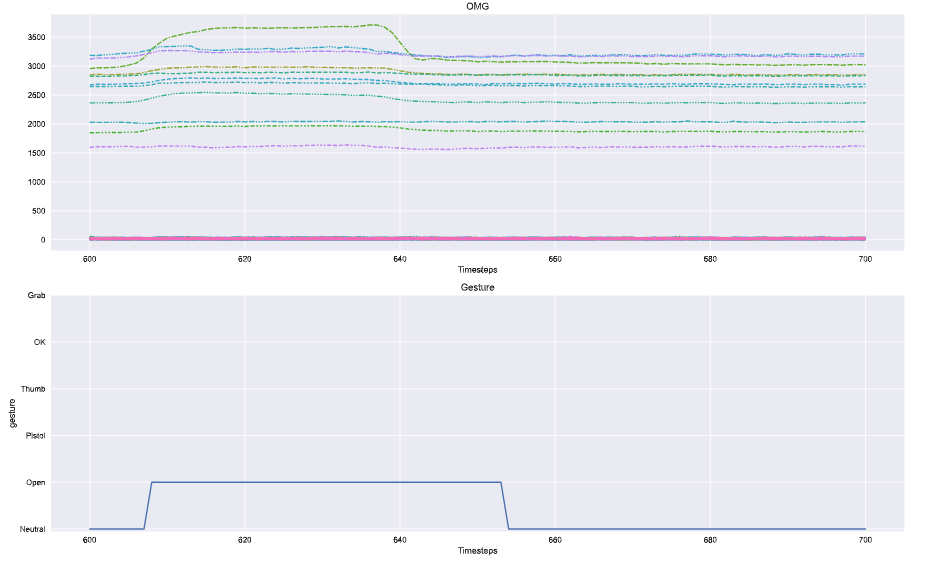 OMG
3500
3000
2500
2000
1500
1000
500
0
600 620 640 660 680 700
Timesteps
Gesture
Grab
OK
Thumb
Pistol
Open
Neutral
gesture
600 620 640 660 680 700
Timesteps